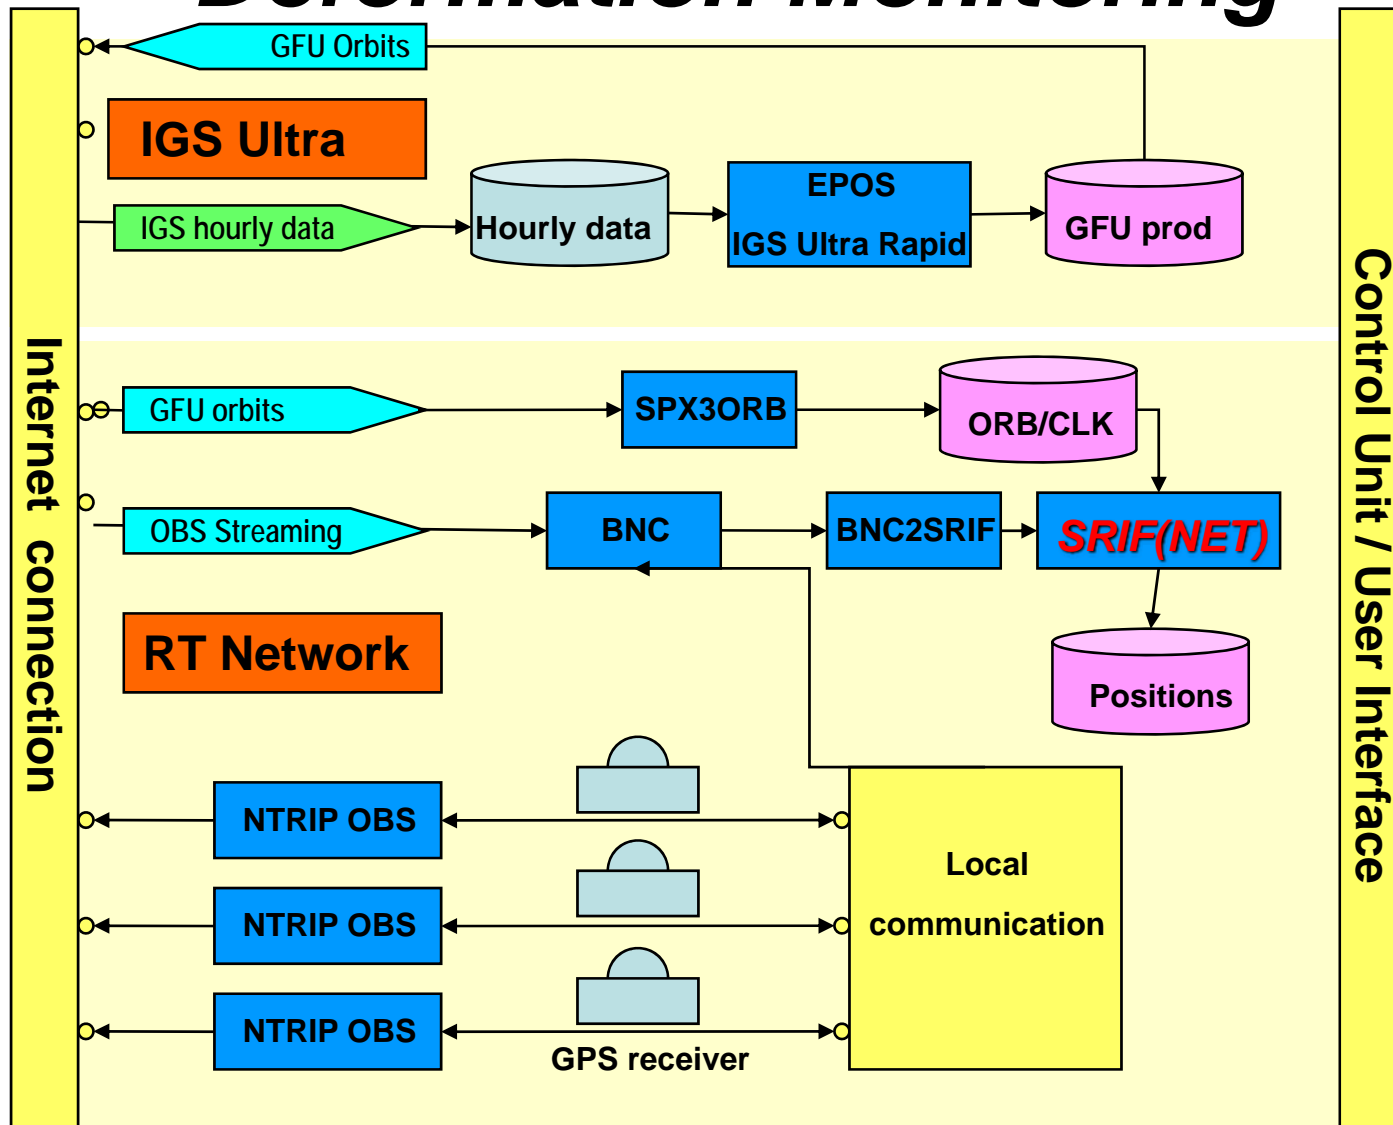 Deformation Monitoring
GFU Orbits
IGS Ultra
IGS hourly data
Hourly data
EPOS
IGS Ultra Rapid
GFU prod
Internet connection
Control Unit / User Interface
GFU orbits
SPX3ORB
ORB/CLK
OBS Streaming
BNC
BNC2SRIF
SRIF(NET)
RT Network
Positions
NTRIP OBS
Local
communication
NTRIP OBS
NTRIP OBS
GPS receiver